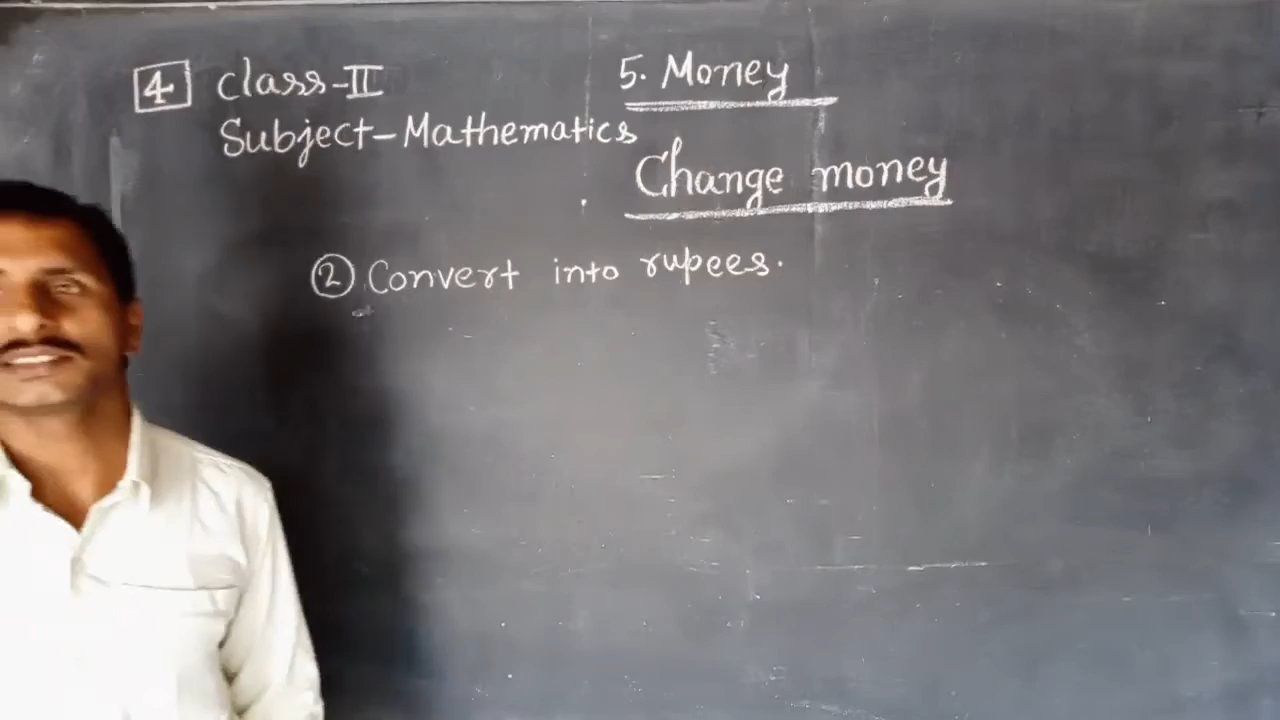 4 Class-II
Subject-Mathematics
5. Money
Change money
2 Convert into rupees.